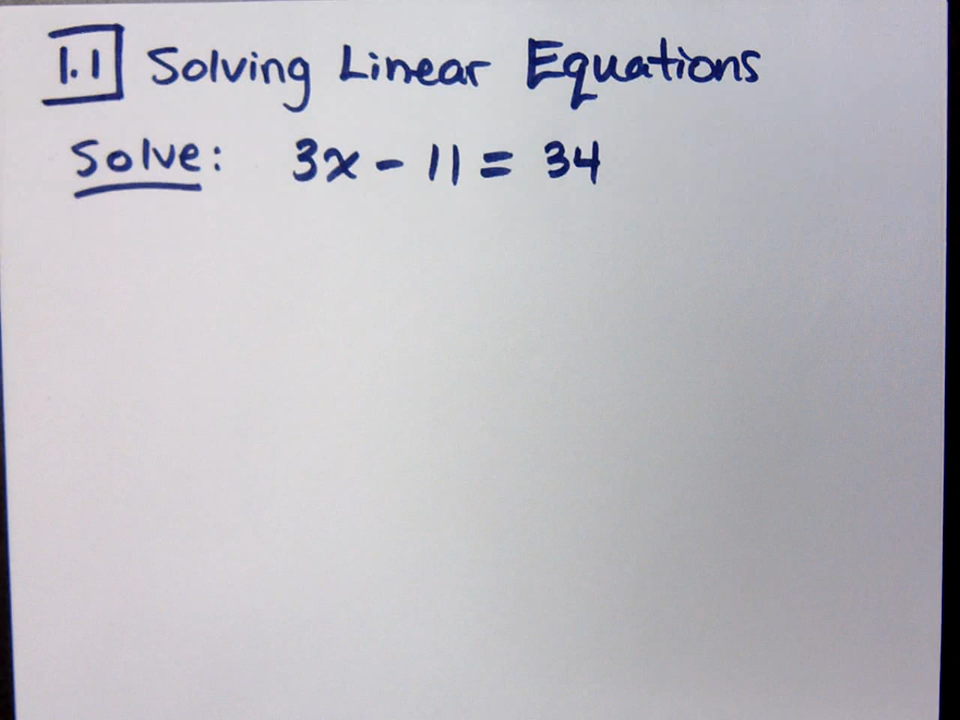 1.1 Solving Linear Equations
Solve: 3x - 11 = 34